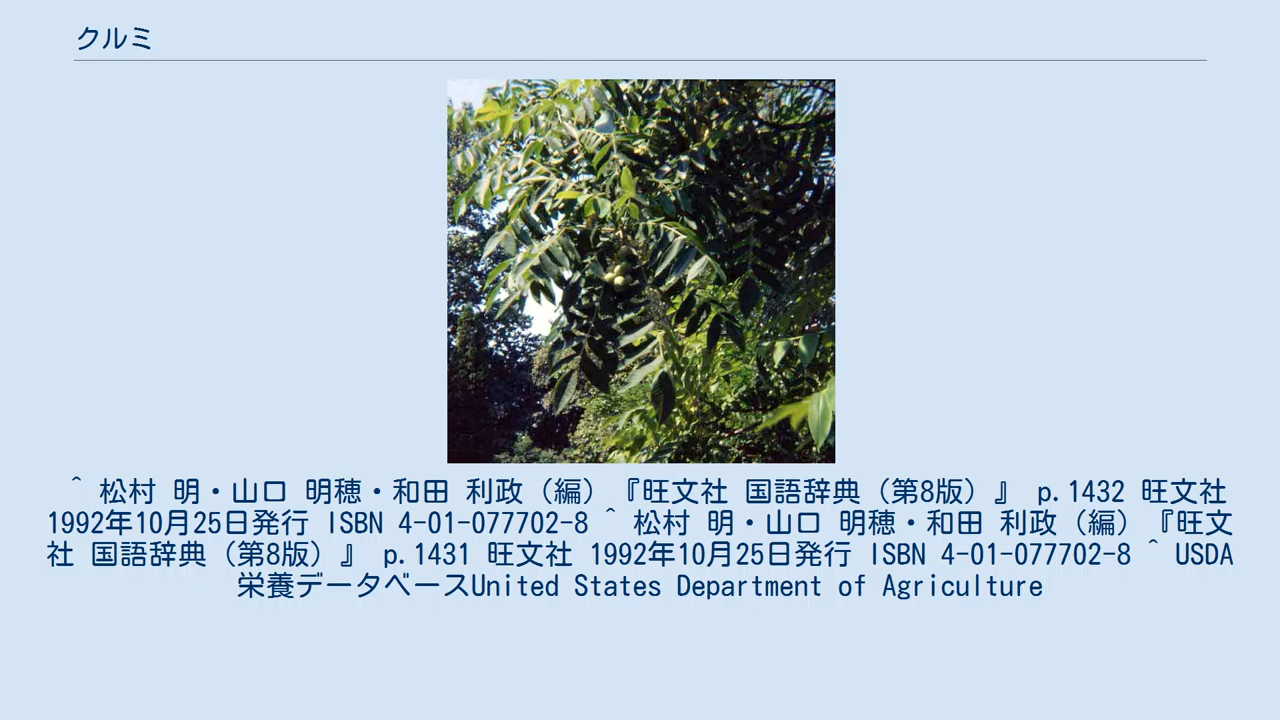 クルミ
^ 松村 明・山口 明穂・和田 利政（編）『旺文社 国語辞典（第8版）』 p.1432 旺文社
1992年10月25日発行 ISBN 4-01-077702-8 ^ 松村 明・山口 明穂・和田 利政（編）『旺文
社 国語辞典（第8版）』 p.1431 旺文社 1992年10月25日発行 ISBN 4-01-077702-8 ^ USDA
栄養データベースUnited States Department of Agriculture